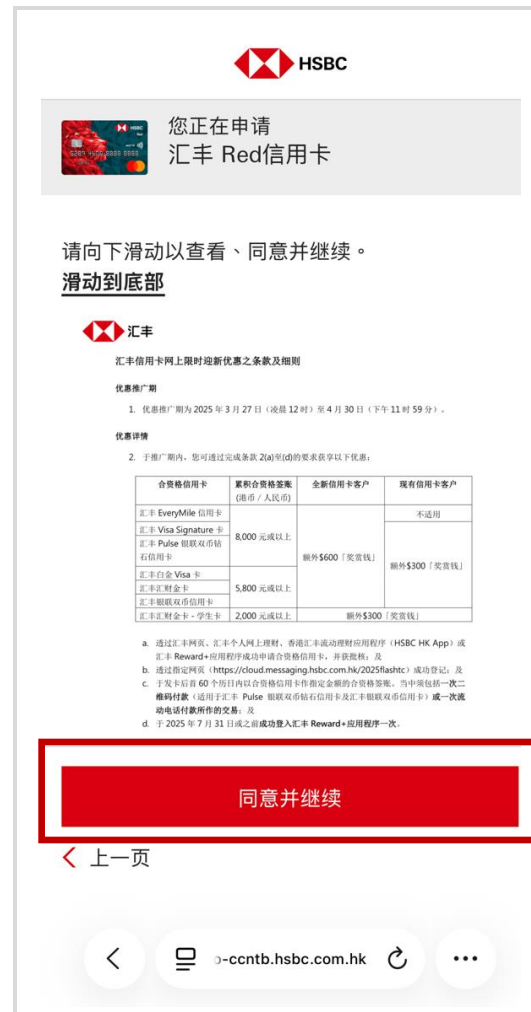 HSBC
您正在申请
汇丰 Red信用卡
请向下滑动以查看、同意并继续。
滑动到底部
汇丰
汇丰信用卡网上限时迎新优惠之条款及细则
优惠推广期
1. 优惠推广期为 2025 年 3 月 27 日（凌晨 12 时）至 4 月 30 日（下午 11 时 59 分）。
优惠详情
2. 于推广期内，您可透过完成条款 2(a)至(d)的要求获享以下优惠：
合资格信用卡 累积合资格签账 全新信用卡客户 现有信用卡客户
(港币 / 人民币)
汇丰 EveryMile 信用卡 8,000 元或以上 额外$600「奖赏钱」 不适用
汇丰 Visa Signature 卡 额外$300「奖赏钱」
汇丰 Pulse 银联双币钻
石信用卡
汇丰白金 Visa 卡 5,800 元或以上
汇丰汇财金卡
汇丰银联双币信用卡
汇丰汇财金卡 - 学生卡 2,000 元或以上 额外$300「奖赏钱」
a. 透过汇丰网页、汇丰个人网上理财、香港汇丰流动理财应用程序（HSBC HK App）或
汇丰 Reward+应用程序成功申请合资格信用卡，并获批核；及
b. 透过指定网页（https://cloud.messaging.hsbc.com.hk/2025flashtc）成功登记；及
c. 于发卡后首 60 个历日内以合资格信用卡作指定金额的合资格签账。当中须包括一次二
维码付款（适用于汇丰 Pulse 银联双币钻石信用卡及汇丰银联双币信用卡）或一次流
动电话付款所作的交易；及
d. 于 2025 年 7 月 31 日或之前成功登入汇丰 Reward+应用程序一次。
同意并继续
上一页
-ccntb.hsbc.com.hk